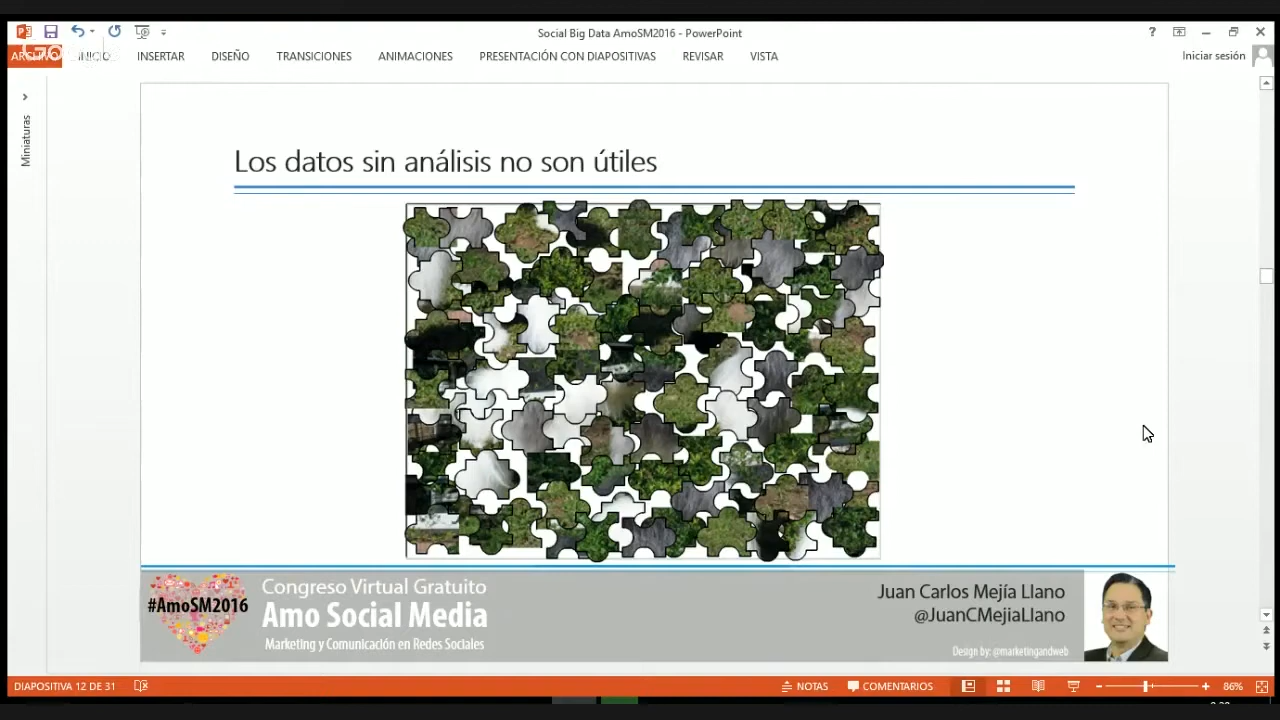 Social Big Data AmoSM2016 - PowerPoint
ARCHIVO INICIO INSERTAR DISEÑO TRANSICIONES ANIMACIONES PRESENTACIÓN CON DIAPOSITIVAS REVISAR VISTA Iniciar sesión
Miniaturas
Los datos sin análisis no son útiles
#AmoSM2016
Congreso Virtual Gratuito
Amo Social Media
Marketing y Comunicación en Redes Sociales
Juan Carlos Mejía Llano
@JuanCMejiaLlano
Design by: @marketingandweb
DIAPOSITIVA 12 DE 31 NOTAS COMENTARIOS 86%